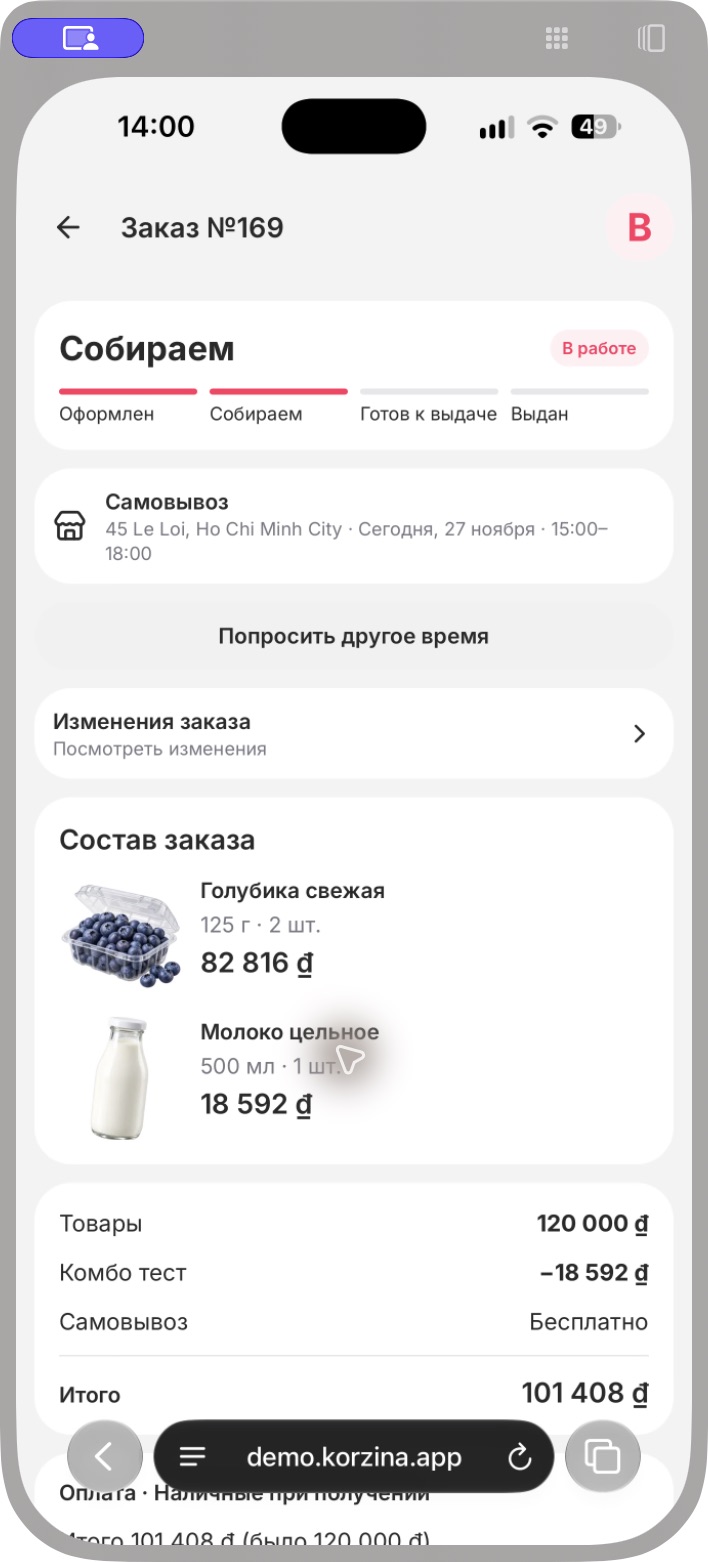 14:00
49
Заказ №169
B
Собираем
В работе
Оформлен
Собираем
Готов к выдаче
Выдан
Самовывоз
45 Le Loi, Ho Chi Minh City · Сегодня, 27 ноября · 15:00–
18:00
Попросить другое время
Изменения заказа
Посмотреть изменения
Состав заказа
Голубика свежая
125 г · 2 шт.
82 816 ₫
Молоко цельное
500 мл · 1 шт.
18 592 ₫
Товары 120 000 ₫
Комбо тест −18 592 ₫
Самовывоз Бесплатно
Итого 101 408 ₫
demo.korzina.app
Оплата · Наличные при получении
Итого 101 408 ₫ (было 120 000 ₫)